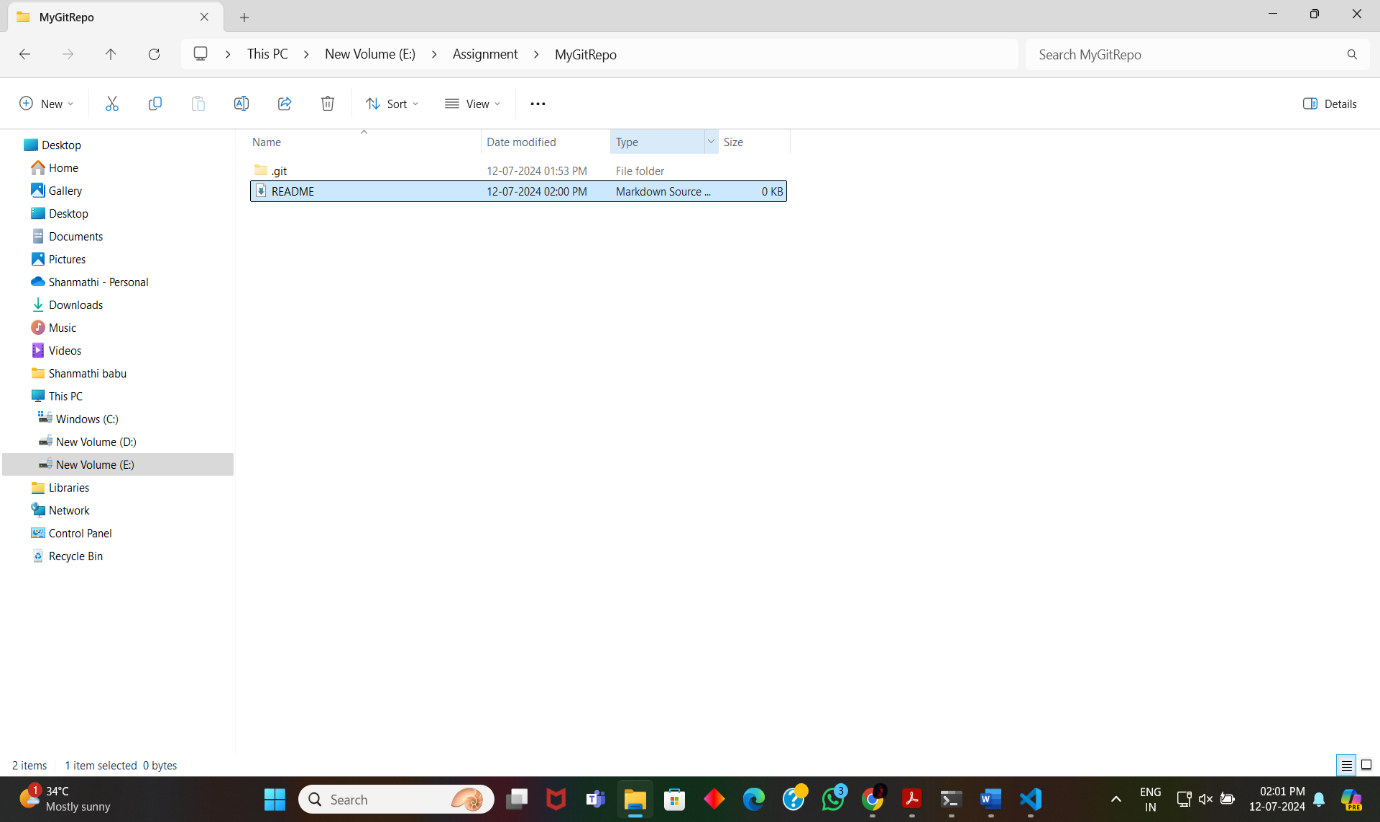 MyGitRepo
This PC > New Volume (E:) > Assignment > MyGitRepo
Search MyGitRepo
New
Sort
View
Details
Name Date modified Type Size
.git 12-07-2024 01:53 PM File folder
README 12-07-2024 02:00 PM Markdown Source ... 0 KB
Desktop
Home
Gallery
Desktop
Documents
Pictures
Shanmathi - Personal
Downloads
Music
Videos
Shanmathi babu
This PC
Windows (C:)
New Volume (D:)
New Volume (E:)
Libraries
Network
Control Panel
Recycle Bin
2 items 1 item selected 0 bytes
1
34°C
Mostly sunny
Search
3
ENG
IN
02:01 PM
12-07-2024
PRE